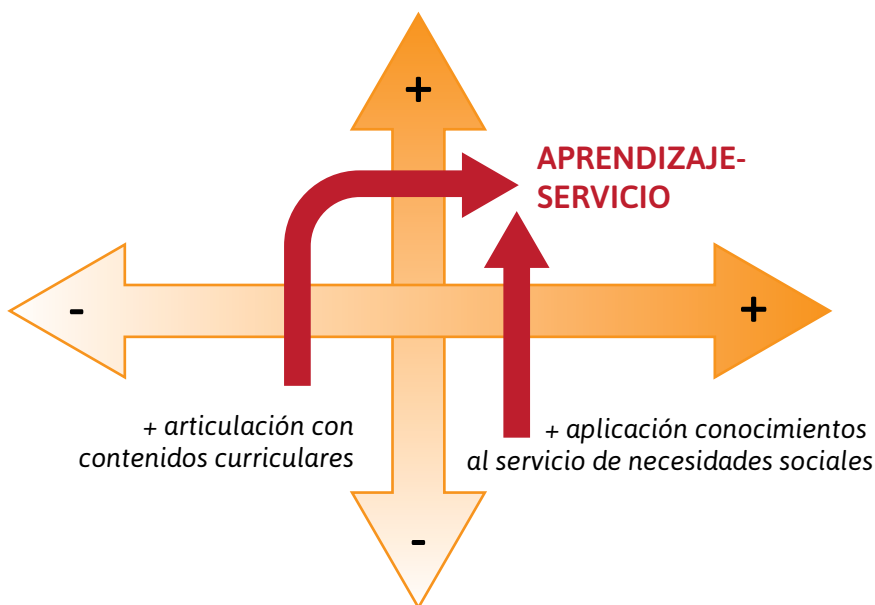 +
APRENDIZAJE-
SERVICIO
-
+
+ articulación con
contenidos curriculares
+ aplicación conocimientos
al servicio de necesidades sociales
-